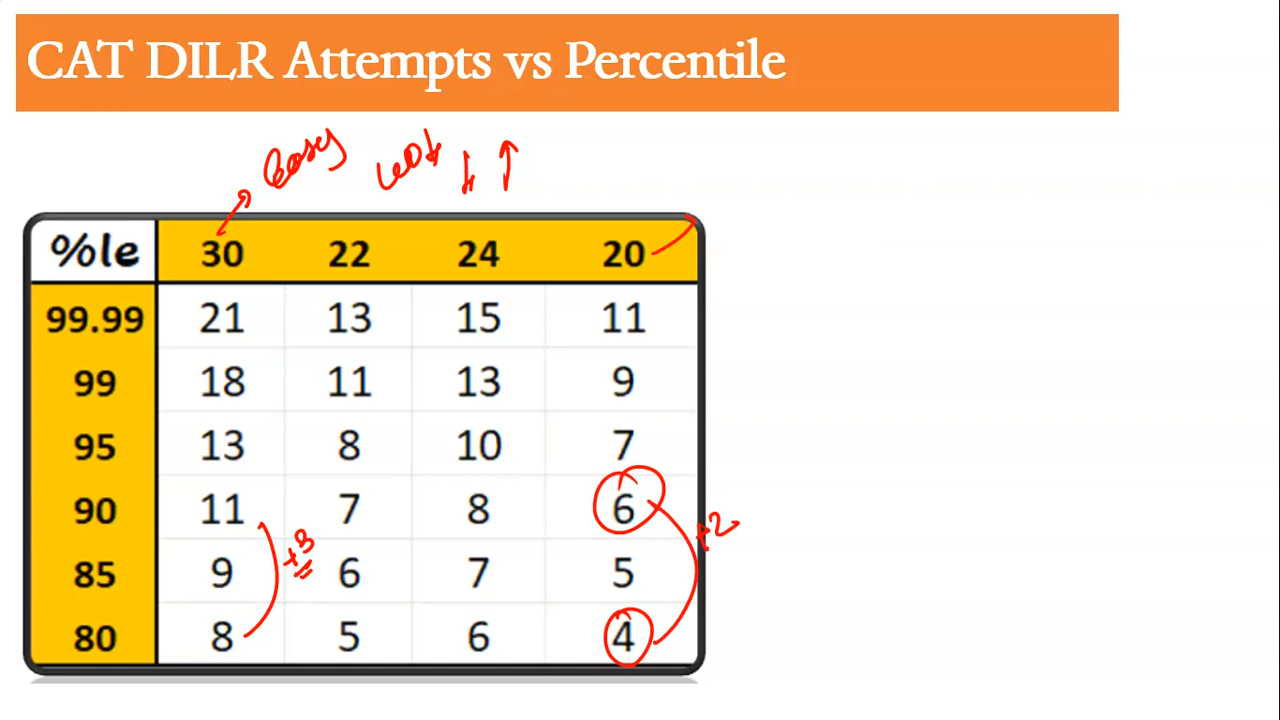 CAT DILR Attempts vs Percentile
%le 30 22 24 20
99.99 21 13 15 11
99 18 11 13 9
95 13 8 10 7
90 11 7 8 6
85 9 6 7 5
80 8 5 6 4
+3
+2